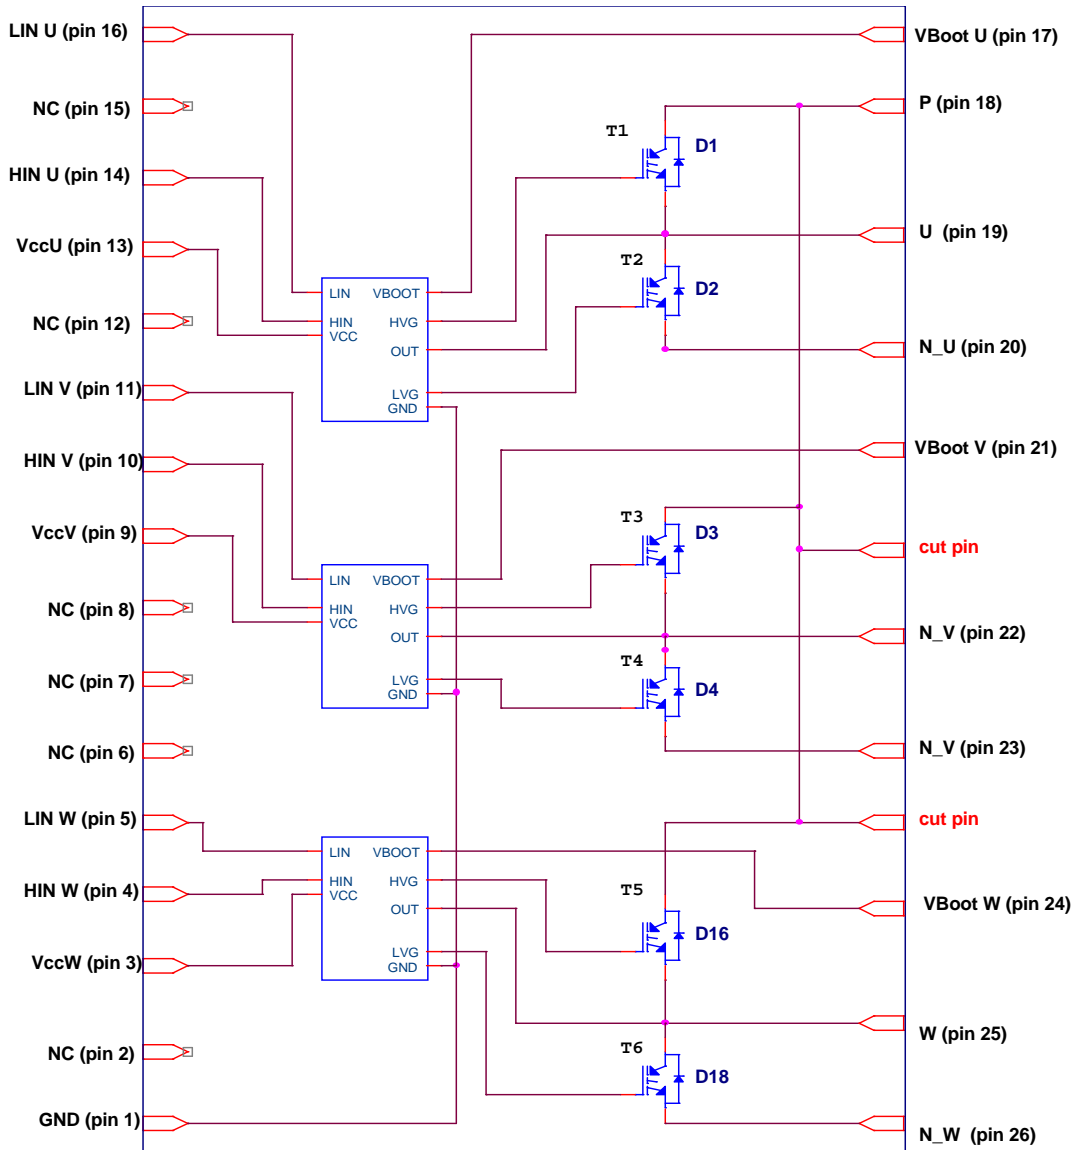 LIN U (pin 16)
VBoot U (pin 17)
NC (pin 15)
P (pin 18)
T1
D1
HIN U (pin 14)
VccU (pin 13)
U (pin 19)
T2
D2
LIN VBOOT
NC (pin 12)
HIN HVG
VCC
OUT
N_U (pin 20)
LIN V (pin 11)
LVG
GND
VBoot V (pin 21)
HIN V (pin 10)
T3
D3
VccV (pin 9)
cut pin
LIN VBOOT
NC (pin 8)
HIN HVG
VCC
OUT
N_V (pin 22)
T4
NC (pin 7)
LVG
GND
D4
NC (pin 6)
N_V (pin 23)
LIN W (pin 5)
cut pin
LIN VBOOT
HIN HVG
VCC
HIN W (pin 4)
T5
OUT
VBoot W (pin 24)
D16
LVG
VccW (pin 3)
GND
W (pin 25)
T6
NC (pin 2)
D18
GND (pin 1)
N_W (pin 26)